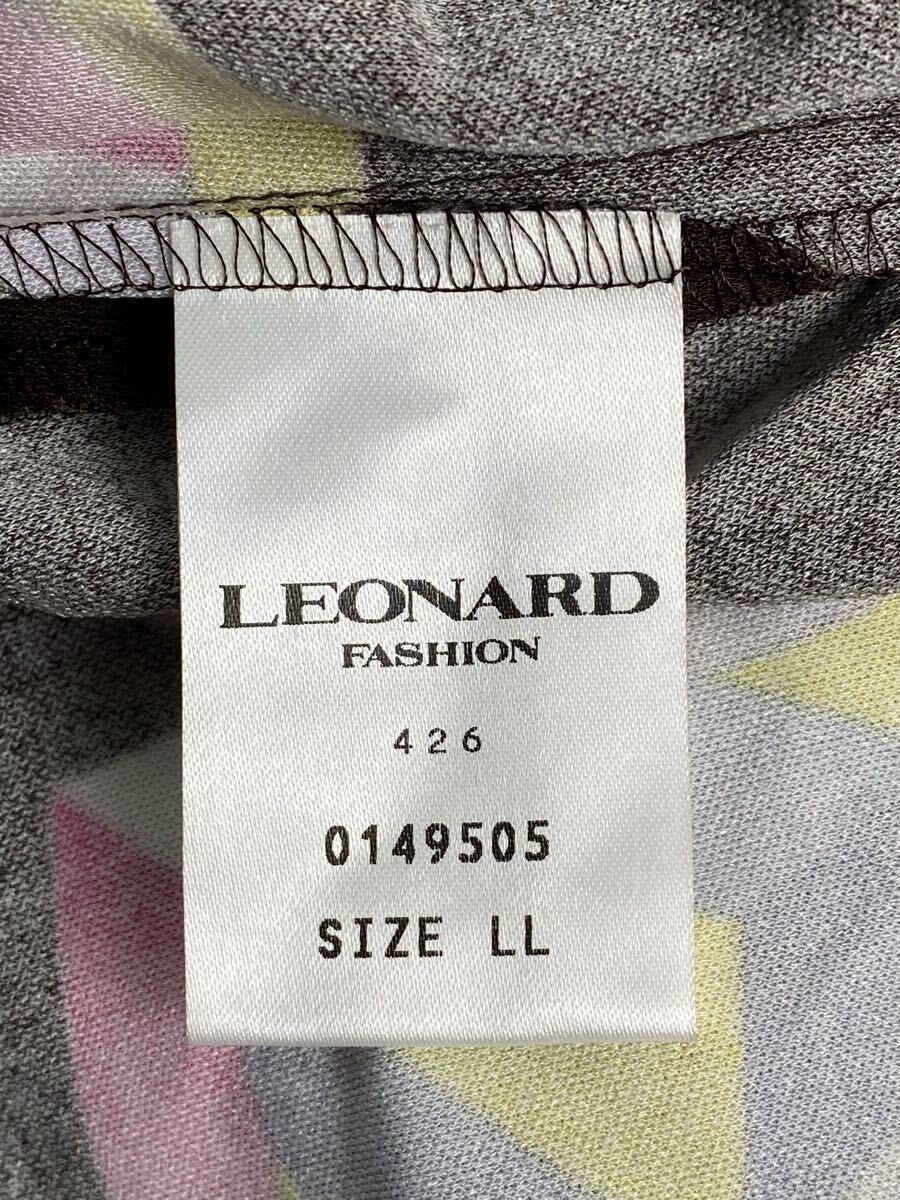 LEONARD
FASHION
426
0149505
SIZE LL